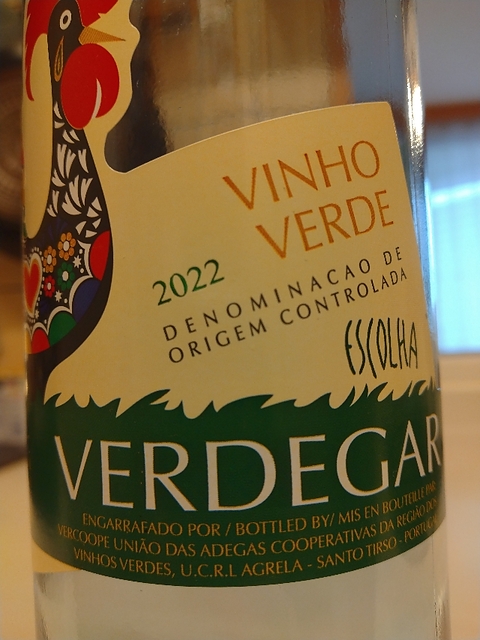 VINHO
VERDE
2022
DENOMINACAO DE
ORIGEM CONTROLADA
ESCOLHA
VERDEGAR
ENGARRAFADO POR / BOTTLED BY/ MIS EN BOUTEILLE PAR
VERCOOPE UNIÃO DAS ADEGAS COOPERATIVAS DA REGIÃO DOS
VINHOS VERDES, U.C.R.L AGRELA - SANTO TIRSO - PORTUGAL